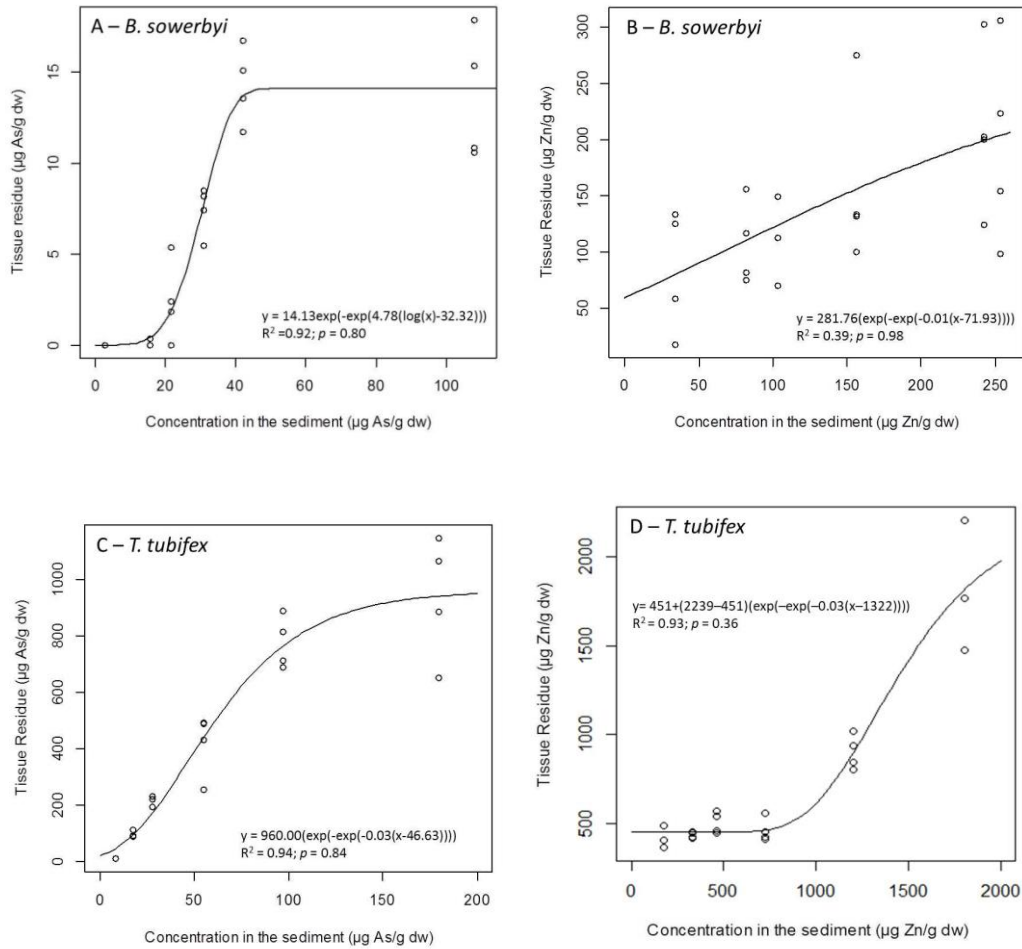 A – B. sowerbyi
Tissue residue (µg As/g dw)
15
10
5
0
y = 14.13exp(-exp(4.78(log(x)-32.32)))
R² =0.92; p = 0.80
0 20 40 60 80 100
Concentration in the sediment (µg As/g dw)
B – B. sowerbyi
Tissue Residue (µg Zn/g dw)
300
250
200
150
100
50
y = 281.76(exp(-exp(-0.01(x-71.93))))
R² = 0.39; p = 0.98
0 50 100 150 200 250
Concentration in the sediment (µg Zn/g dw)
C – T. tubifex
Tissue Residue (µg As/g dw)
1000
800
600
400
200
0
y = 960.00(exp(-exp(-0.03(x-46.63))))
R² = 0.94; p = 0.84
0 50 100 150 200
Concentration in the sediment (µg As/g dw)
D – T. tubifex
Tissue Residue (µg Zn/g dw)
2000
1500
1000
500
y= 451+(2239–451)(exp(–exp(–0.03(x–1322))))
R² = 0.93; p = 0.36
0 500 1000 1500 2000
Concentration in the sediment (µg Zn/g dw)